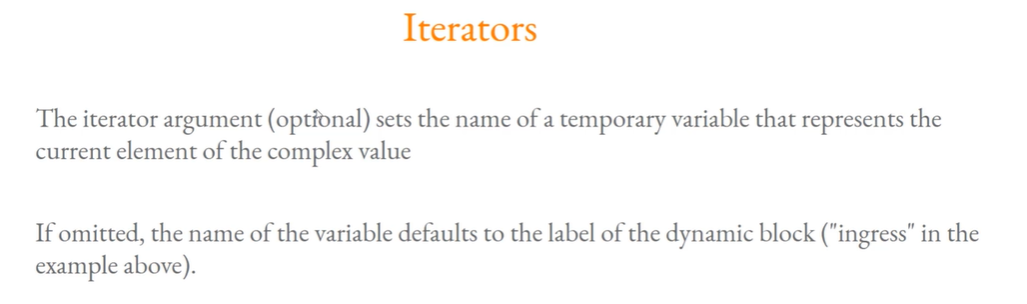 Iterators
The iterator argument (optional) sets the name of a temporary variable that represents the
current element of the complex value
If omitted, the name of the variable defaults to the label of the dynamic block ("ingress" in the
example above).